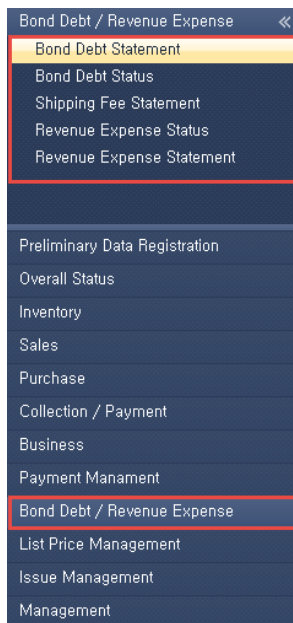 Bond Debt / Revenue Expense «
Bond Debt Statement
Bond Debt Status
Shipping Fee Statement
Revenue Expense Status
Revenue Expense Statement
Preliminary Data Registration
Overall Status
Inventory
Sales
Purchase
Collection / Payment
Business
Payment Manament
Bond Debt / Revenue Expense
List Price Management
Issue Management
Management